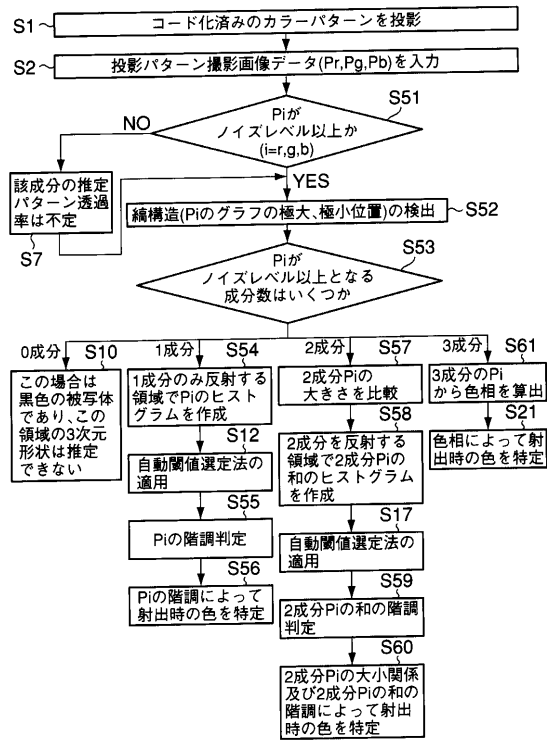 S1
コード化済みのカラーパターンを投影
S2
投影パターン撮影画像データ(Pr,Pg,Pb)を入力
S51
Piが
ノイズレベル以上か
(i=r,g,b)
NO
YES
該成分の推定
パターン透過
率は不定
S7
縞構造(Piのグラフの極大、極小位置)の検出
S52
S53
Piが
ノイズレベル以上となる
成分数はいくつか
0成分
S10
この場合は
黒色の被写体
であり、この
領域の3次元
形状は推定
できない
1成分
S54
1成分のみ反射する
領域でPiのヒスト
グラムを作成
S12
自動閾値選定法の
適用
S55
Piの階調判定
S56
Piの階調によって
射出時の色を特定
2成分
S57
2成分Piの
大きさを比較
S58
2成分を反射する
領域で2成分Piの
和のヒストグラム
を作成
S17
自動閾値選定法の
適用
S59
2成分Piの和の階調
判定
S60
2成分Piの大小関係
及び2成分Piの和の
階調によって射出
時の色を特定
3成分
S61
3成分のPi
から色相を算出
S21
色相によって射
出時の色を特定